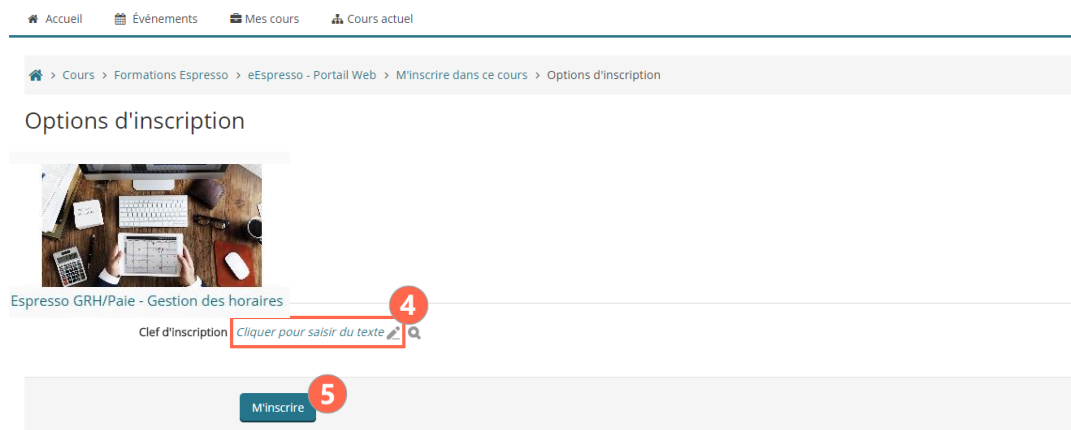 Accueil Événements Mes cours Cours actuel
> Cours > Formations Espresso > eEspresso - Portail Web > M'inscrire dans ce cours > Options d'inscription
Options d'inscription
Espresso GRH/Paie - Gestion des horaires
4
Clef d'inscription Cliquer pour saisir du texte
M'inscrire 5